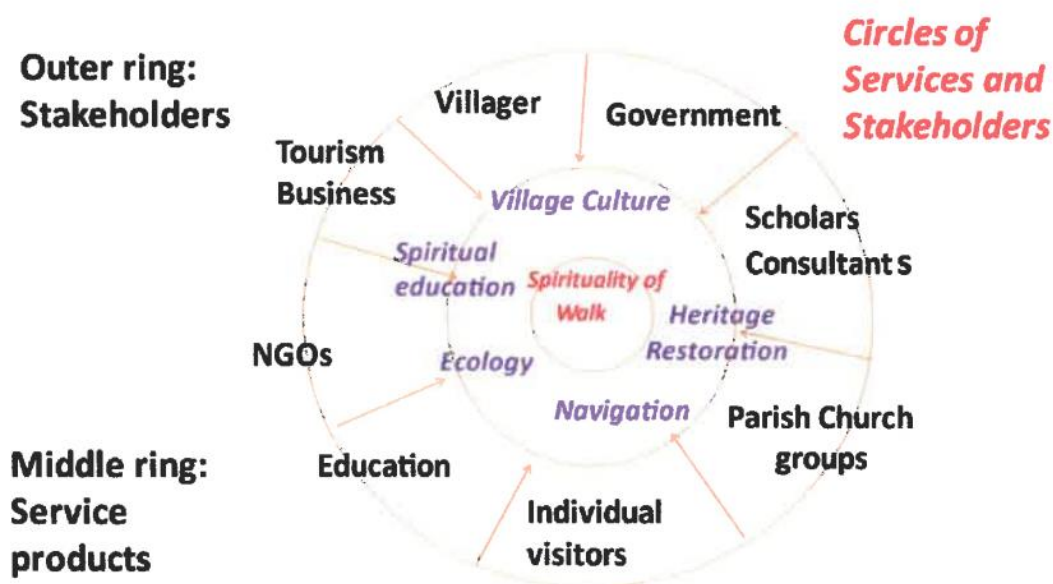 Circles of
Services and
Stakeholders
Outer ring:
Stakeholders
Villager
Government
Tourism
Business
Scholars
Consultants
Village Culture
Spiritual
education
Spirituality of
Walk
Heritage
Restoration
NGOs
Ecology
Navigation
Parish Church
groups
Education
Individual
visitors
Middle ring:
Service
products